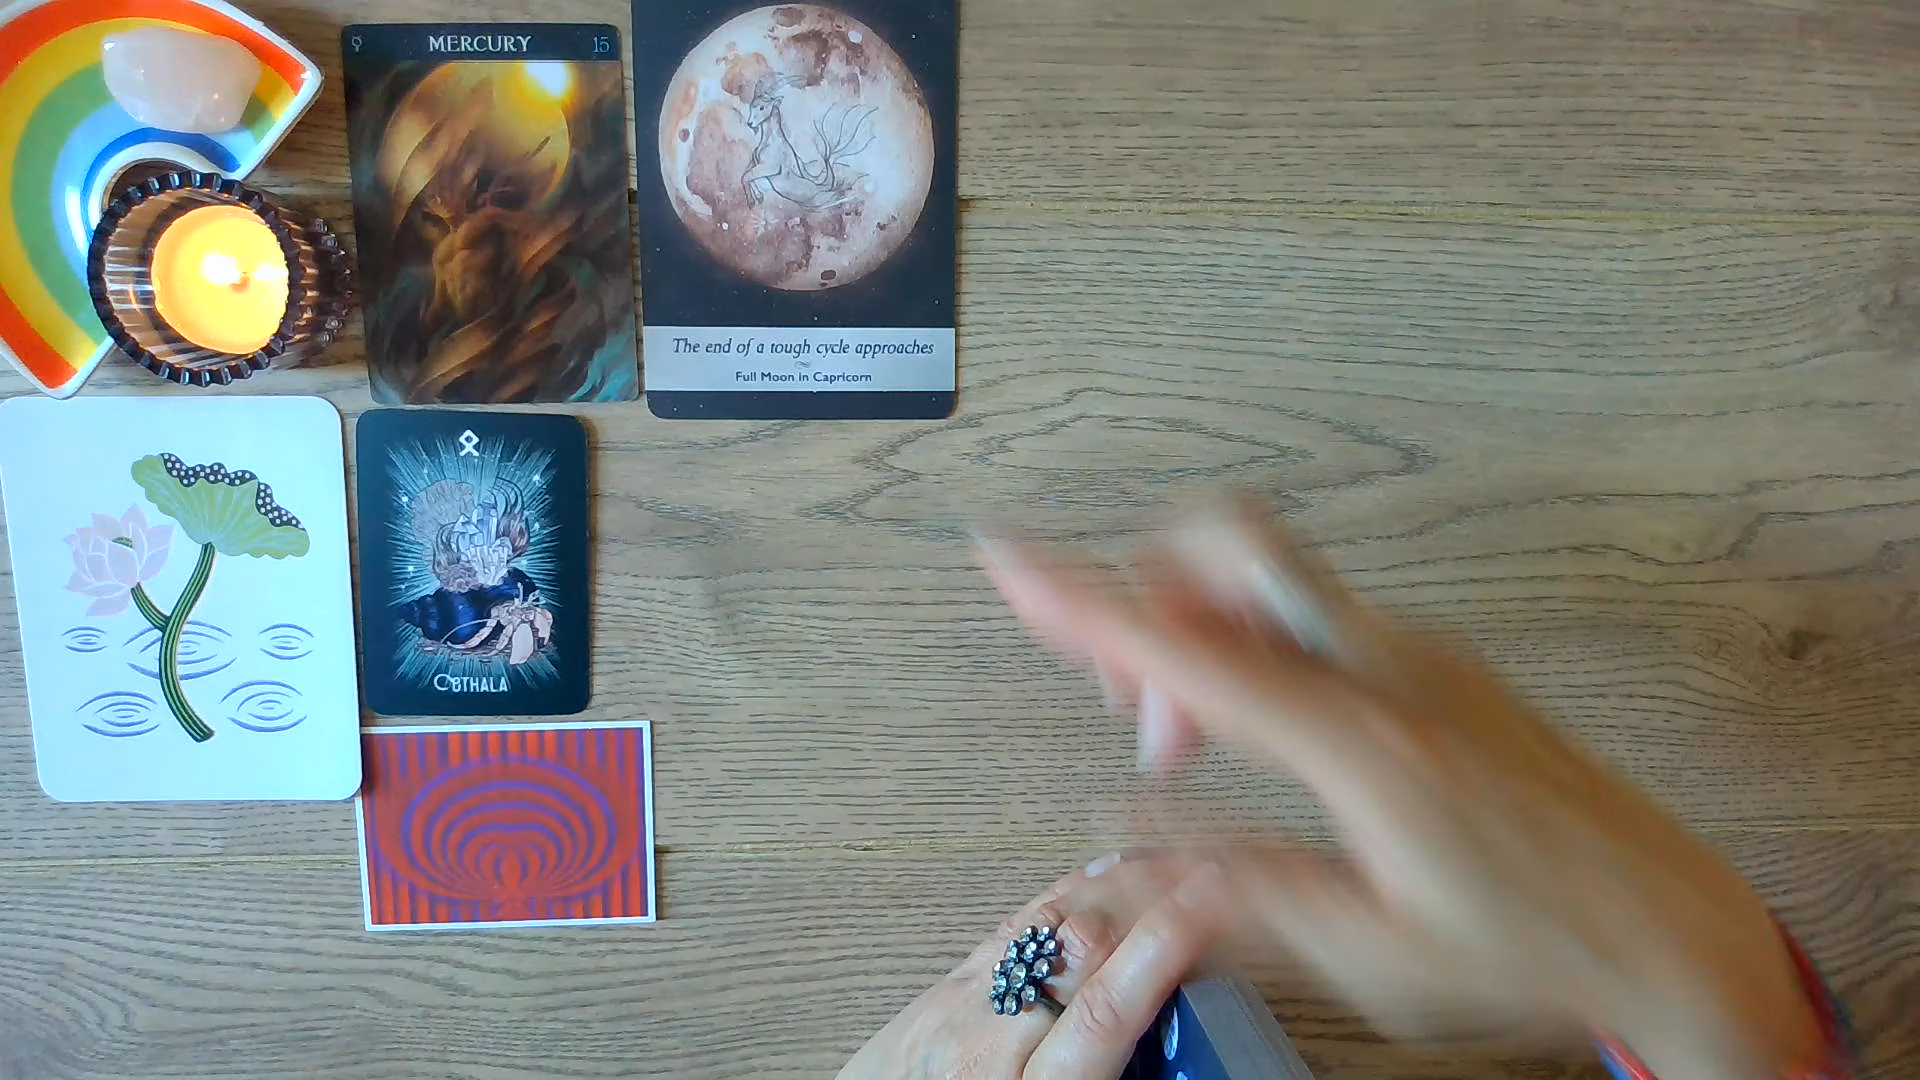 MERCURY 15
The end of a tough cycle approaches
Full Moon in Capricorn
OTHALA